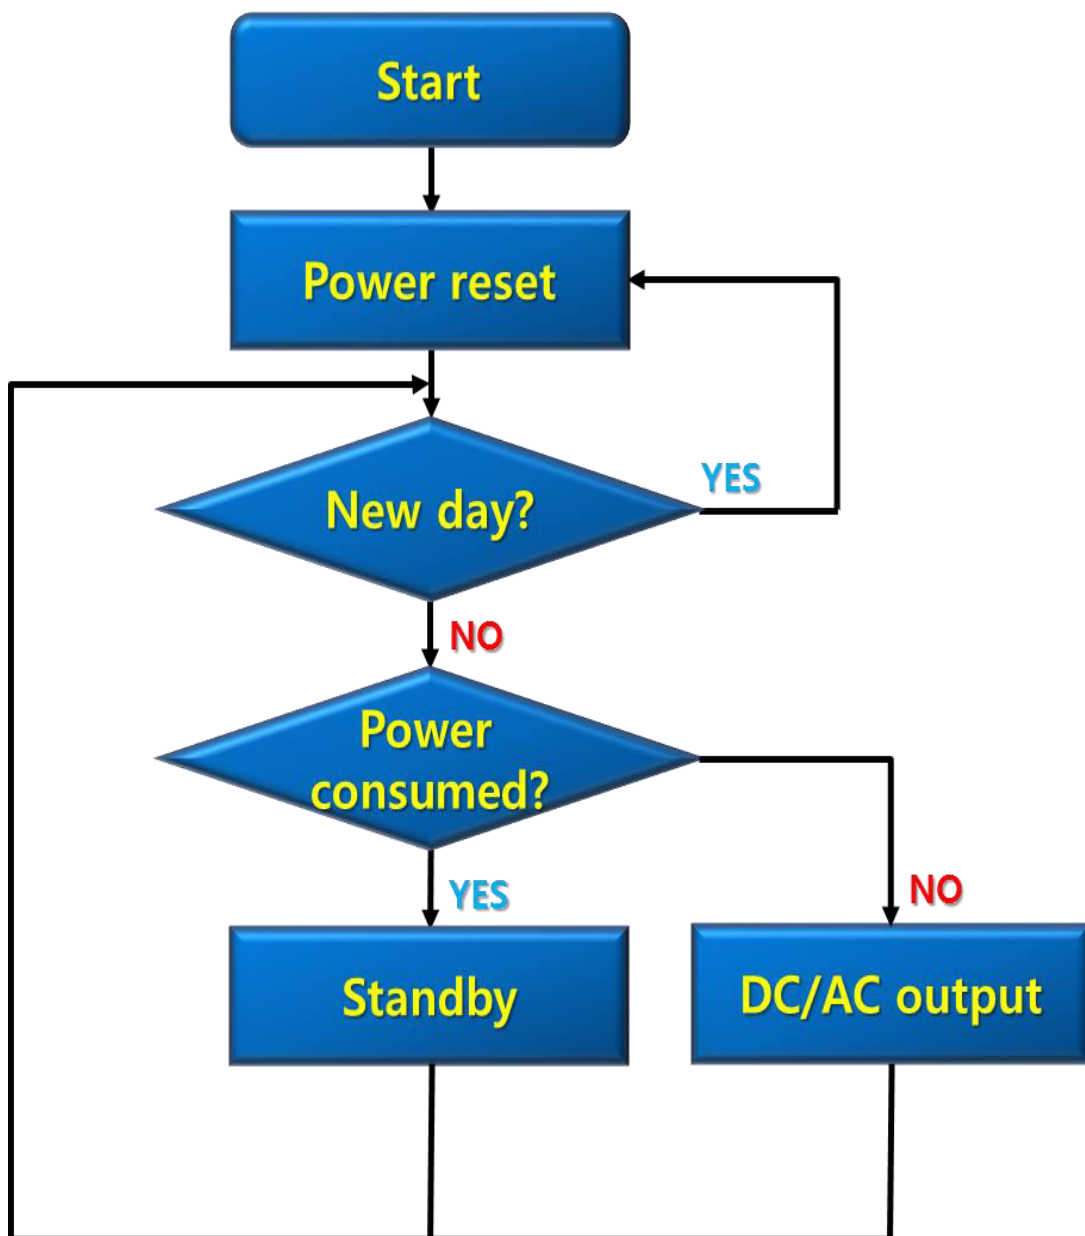 Start
Power reset
New day?
YES
NO
Power
consumed?
YES
NO
Standby
DC/AC output